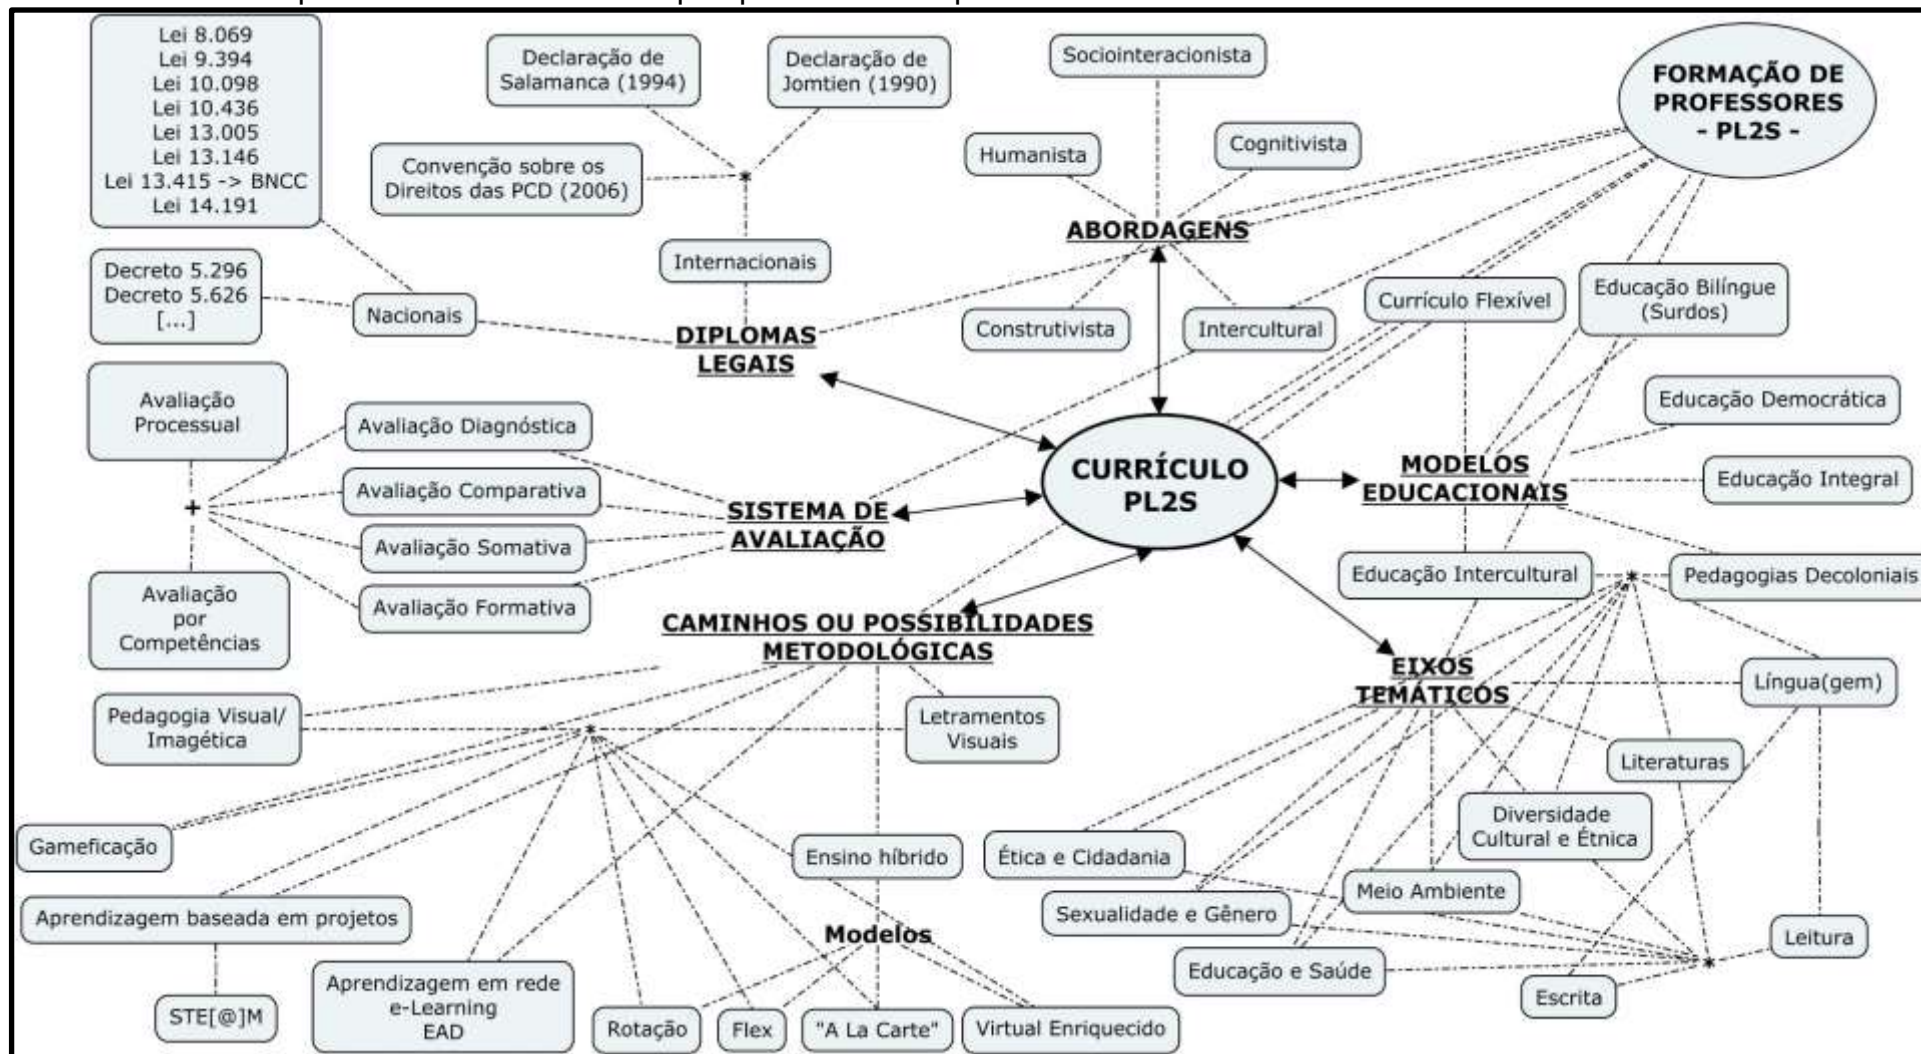 Lei 8.069
Lei 9.394
Lei 10.098
Lei 10.436
Lei 13.005
Lei 13.146
Lei 13.415 -> BNCC
Lei 14.191
Declaração de
Salamanca (1994)
Declaração de
Jomtien (1990)
Convenção sobre os
Direitos das PCD (2006)
*
Internacionais
Decreto 5.296
Decreto 5.626
[...]
Nacionais
DIPLOMAS
LEGAIS
Sociointeracionista
Humanista
Cognitivista
ABORDAGENS
Construtivista
Intercultural
FORMAÇÃO DE
PROFESSORES
- PL2S -
Currículo Flexível
Educação Bilíngue
(Surdos)
Educação Democrática
MODELOS
EDUCACIONAIS
Educação Integral
Educação Intercultural
*
Pedagogias Decoloniais
CURRÍCULO
PL2S
Avaliação
Processual
+
Avaliação
por
Competências
Avaliação Diagnóstica
Avaliação Comparativa
Avaliação Somativa
Avaliação Formativa
SISTEMA DE
AVALIAÇÃO
CAMINHOS OU POSSIBILIDADES
METODOLÓGICAS
Pedagogia Visual/
Imagética
*
Letramentos
Visuais
Gameficação
Aprendizagem baseada em projetos
STE[@]M
Aprendizagem em rede
e-Learning
EAD
Ensino híbrido
Modelos
Rotação
Flex
"A La Carte"
Virtual Enriquecido
EIXOS
TEMÁTICOS
Língua(gem)
Literaturas
Diversidade
Cultural e Étnica
Ética e Cidadania
Meio Ambiente
Sexualidade e Gênero
Educação e Saúde
*
Leitura
Escrita